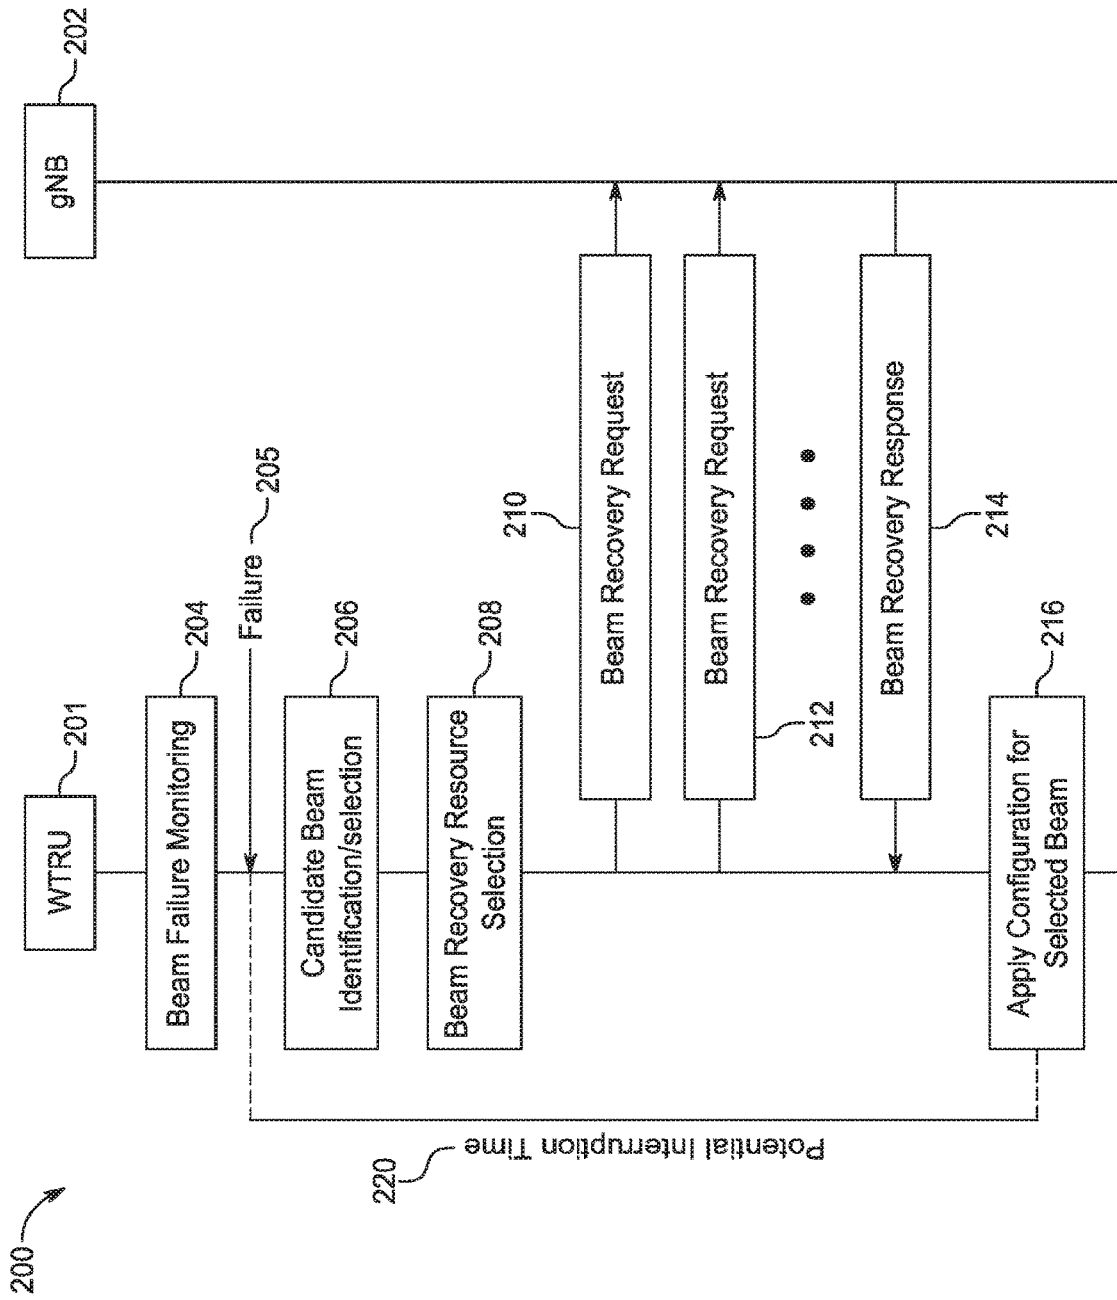 200
WTRU
201
gNB
202
Beam Failure Monitoring
204
Failure
205
Candidate Beam
Identification/selection
206
Beam Recovery Resource
Selection
208
210
Beam Recovery Request
Beam Recovery Request
212
Beam Recovery Response
214
Apply Configuration for
Selected Beam
216
220
Potential Interruption Time